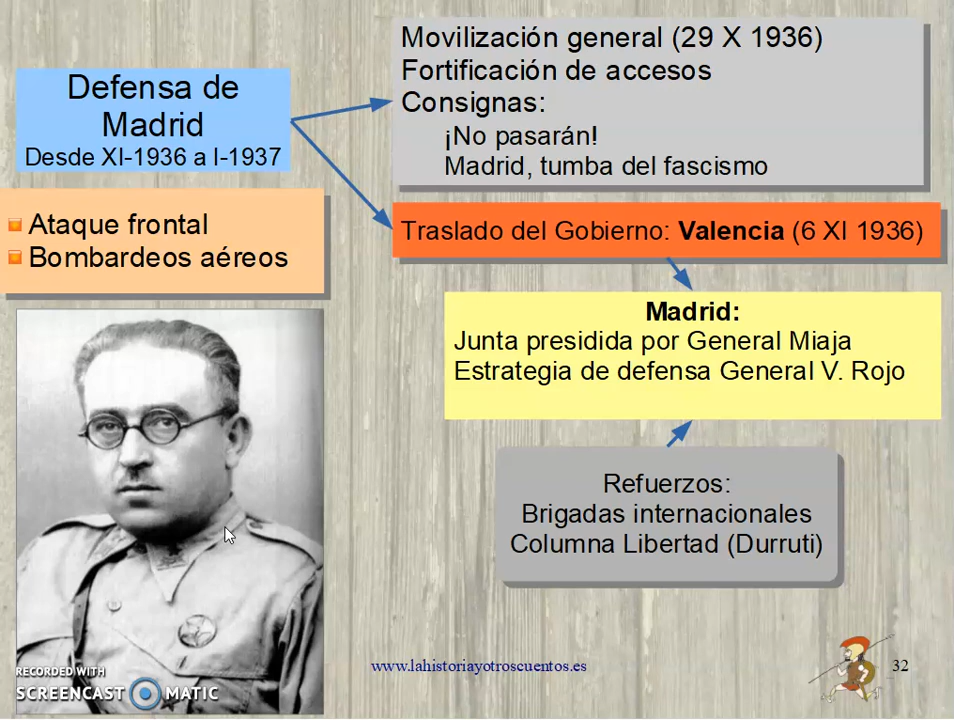 Defensa de
Madrid
Desde XI-1936 a I-1937
Ataque frontal
Bombardeos aéreos
Movilización general (29 X 1936)
Fortificación de accesos
Consignas:
¡No pasarán!
Madrid, tumba del fascismo
Traslado del Gobierno: Valencia (6 XI 1936)
Madrid:
Junta presidida por General Miaja
Estrategia de defensa General V. Rojo
Refuerzos:
Brigadas internacionales
Columna Libertad (Durruti)
RECORDED WITH
SCREENCAST MATIC
www.lahistoriayotroscuentos.es
32